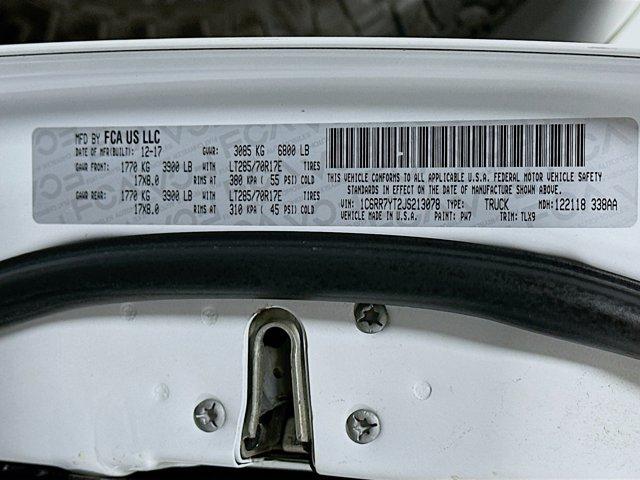 MFD BY FCA US LLC
DATE OF MFR(BUILT): 12-17 GVWR: 3085 KG 6800 LB
GAWR FRONT: 1770 KG 3900 LB WITH LT285/70R17E TIRES
17X8.0 RIMS AT 380 KPA ( 55 PSI) COLD
GAWR REAR: 1770 KG 3900 LB WITH LT285/70R17E TIRES
17X8.0 RIMS AT 310 KPA ( 45 PSI) COLD
THIS VEHICLE CONFORMS TO ALL APPLICABLE U.S.A. FEDERAL MOTOR VEHICLE SAFETY
STANDARDS IN EFFECT ON THE DATE OF MANUFACTURE SHOWN ABOVE.
VIN: 1C6RR7YT2JS213078 TYPE: TRUCK MDH: 122118 338AA
VEHICLE MADE IN: U.S.A. PAINT: PW7 TRIM: TLX9